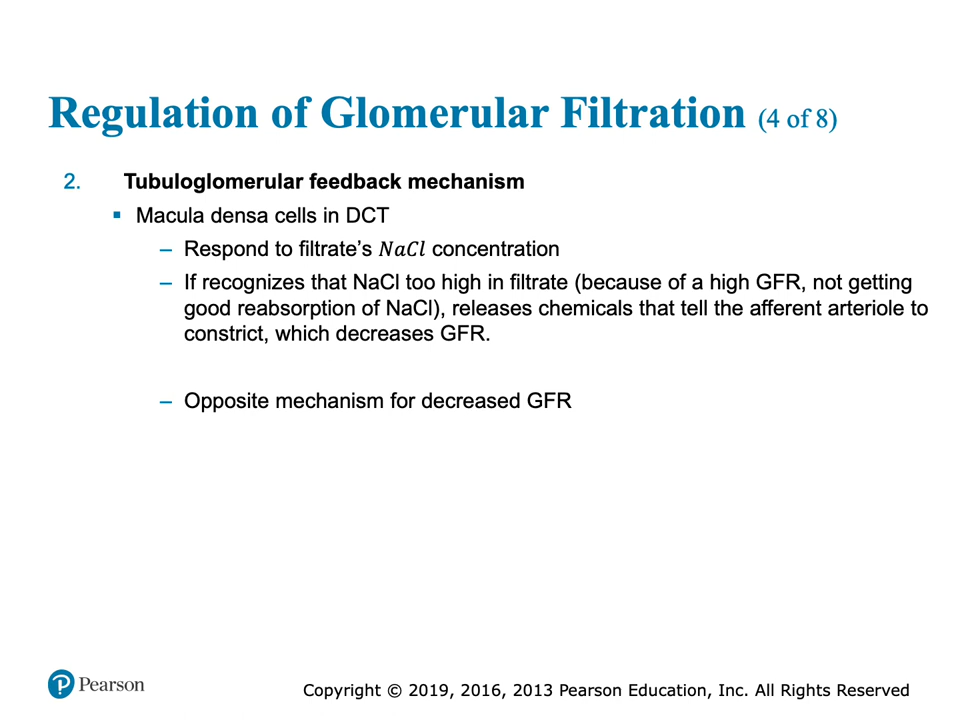 Regulation of Glomerular Filtration (4 of 8)
2. Tubuloglomerular feedback mechanism
▪ Macula densa cells in DCT
– Respond to filtrate’s NaCl concentration
– If recognizes that NaCl too high in filtrate (because of a high GFR, not getting
good reabsorption of NaCl), releases chemicals that tell the afferent arteriole to
constrict, which decreases GFR.
– Opposite mechanism for decreased GFR
Pearson
Copyright © 2019, 2016, 2013 Pearson Education, Inc. All Rights Reserved